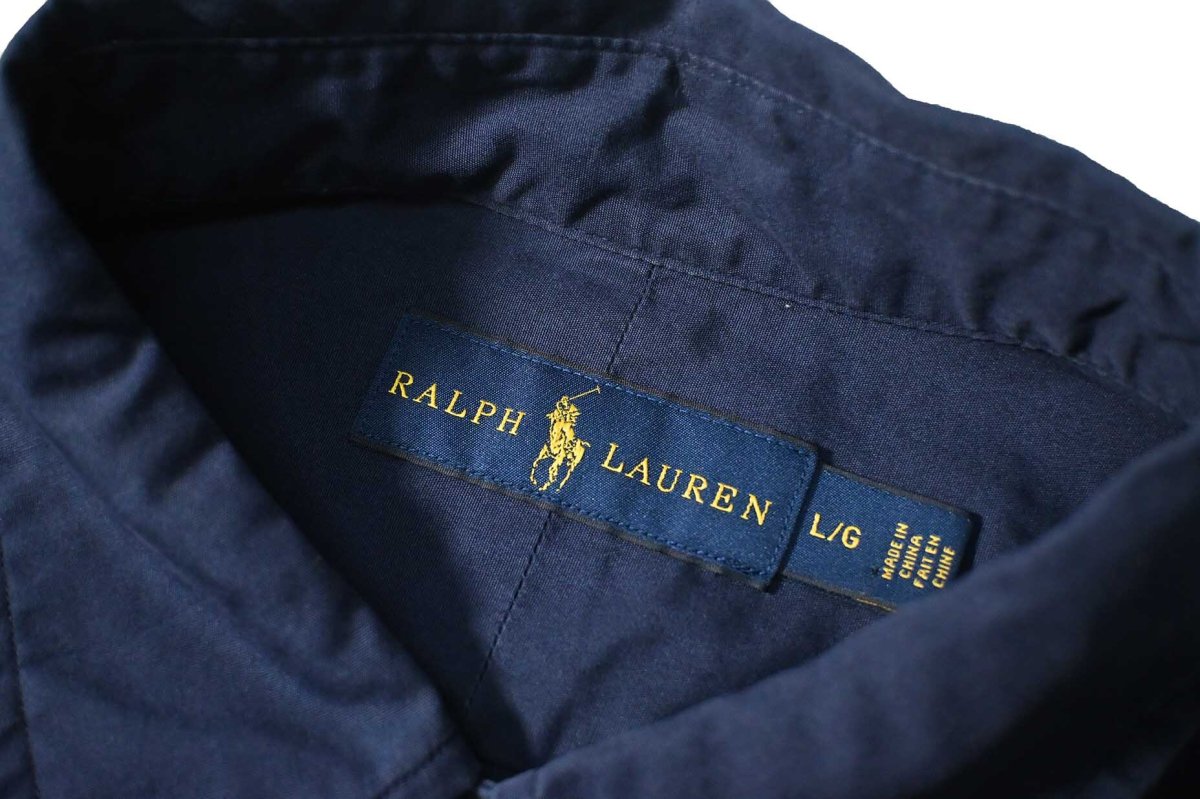 RALPH LAUREN
L/G
MADE IN
CHINA
FAIT EN
CHINE